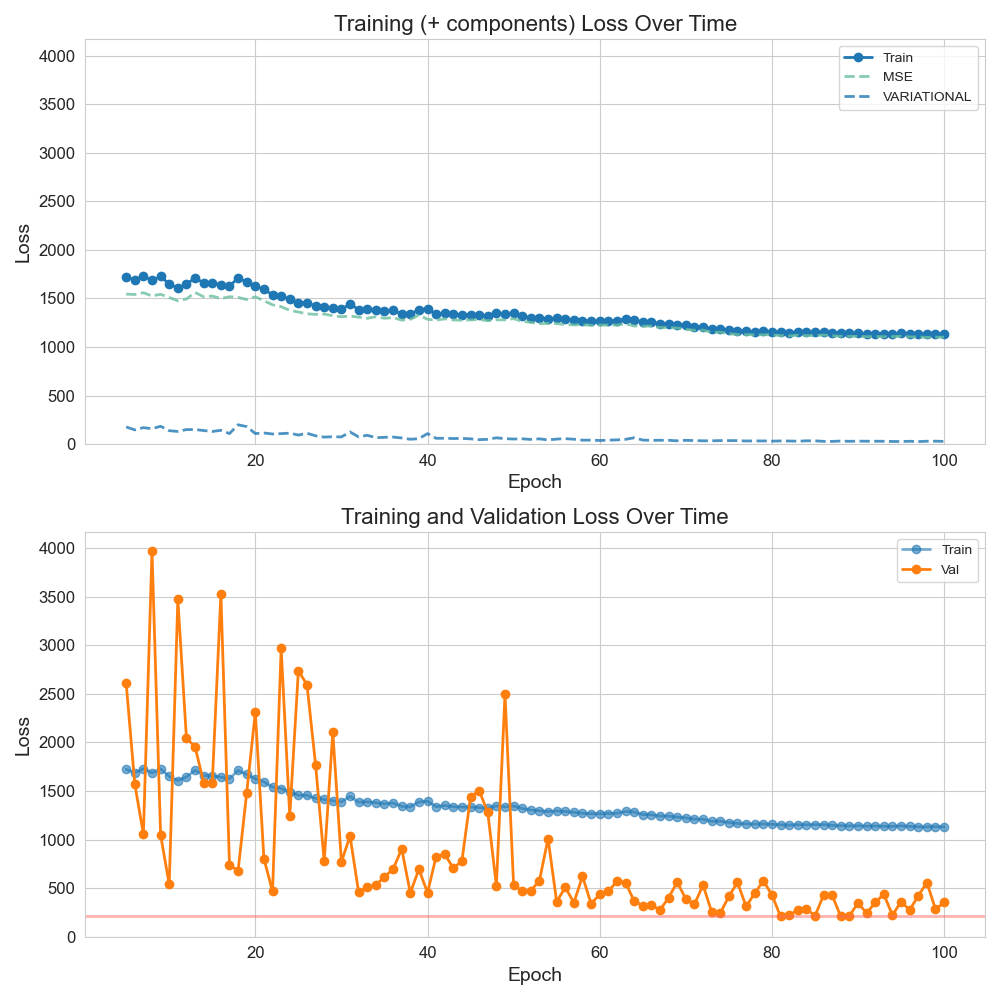 Training (+ components) Loss Over Time
4000
3500
3000
2500
2000
1500
1000
500
0
Loss
Train
MSE
VARIATIONAL
20 40 60 80 100
Epoch
Training and Validation Loss Over Time
4000
3500
3000
2500
2000
1500
1000
500
0
Loss
Train
Val
20 40 60 80 100
Epoch